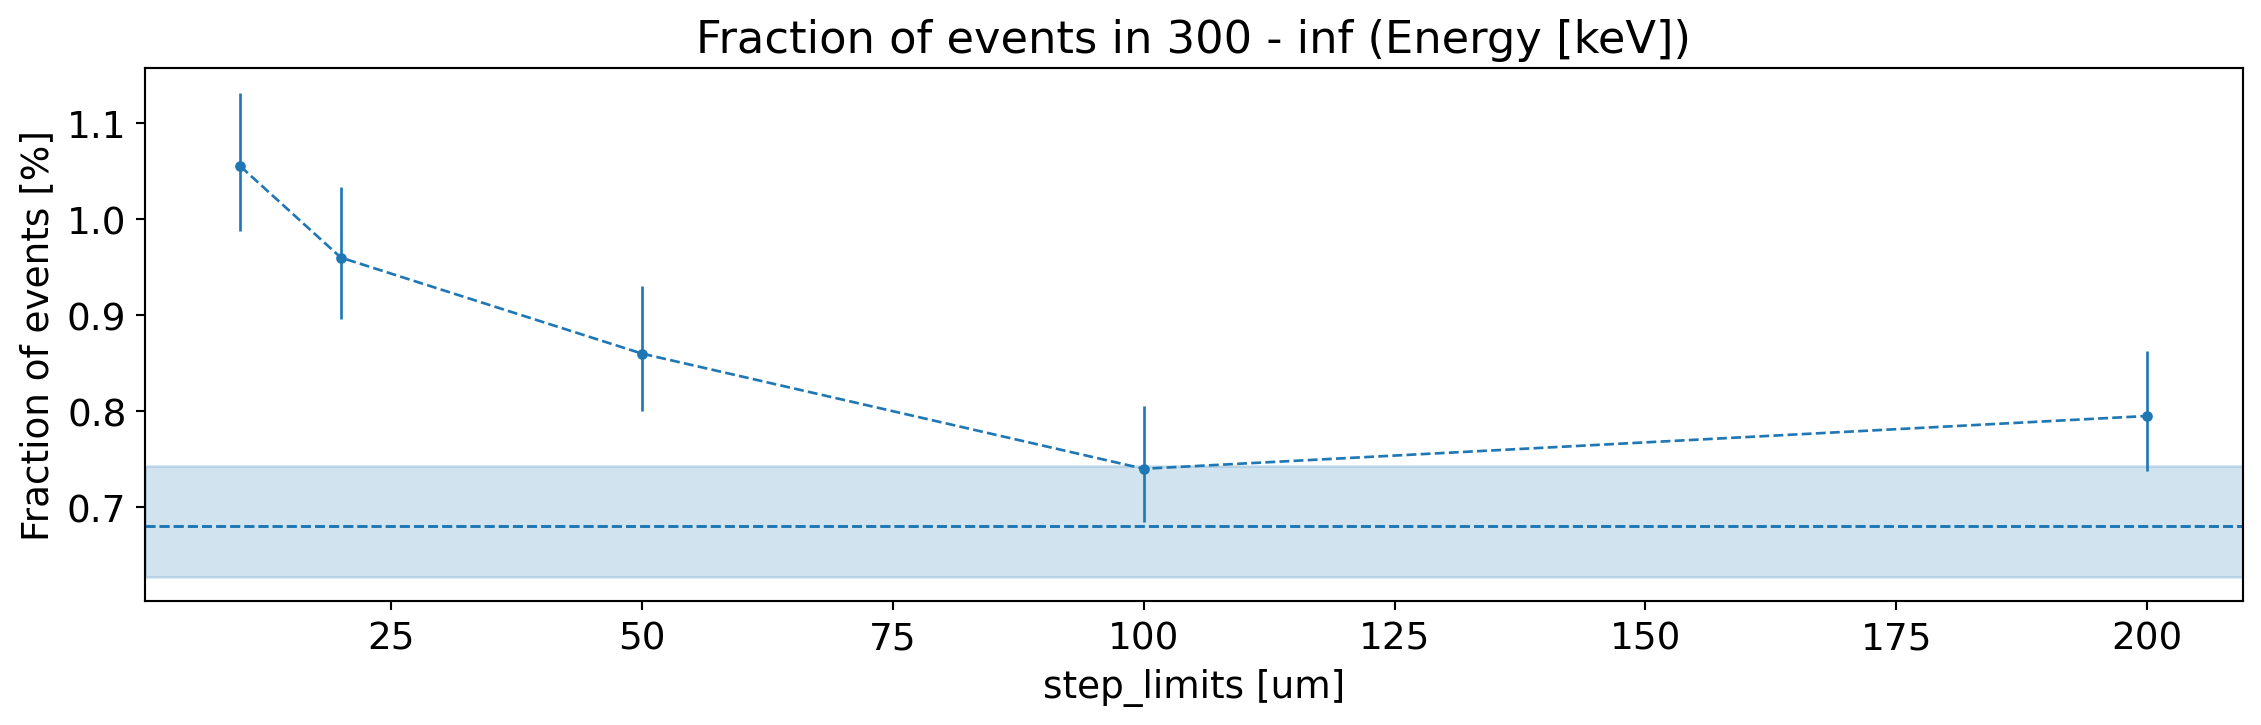 Fraction of events in 300 - inf (Energy [keV])
Fraction of events [%]
1.1
1.0
0.9
0.8
0.7
25 50 75 100 125 150 175 200
step_limits [um]